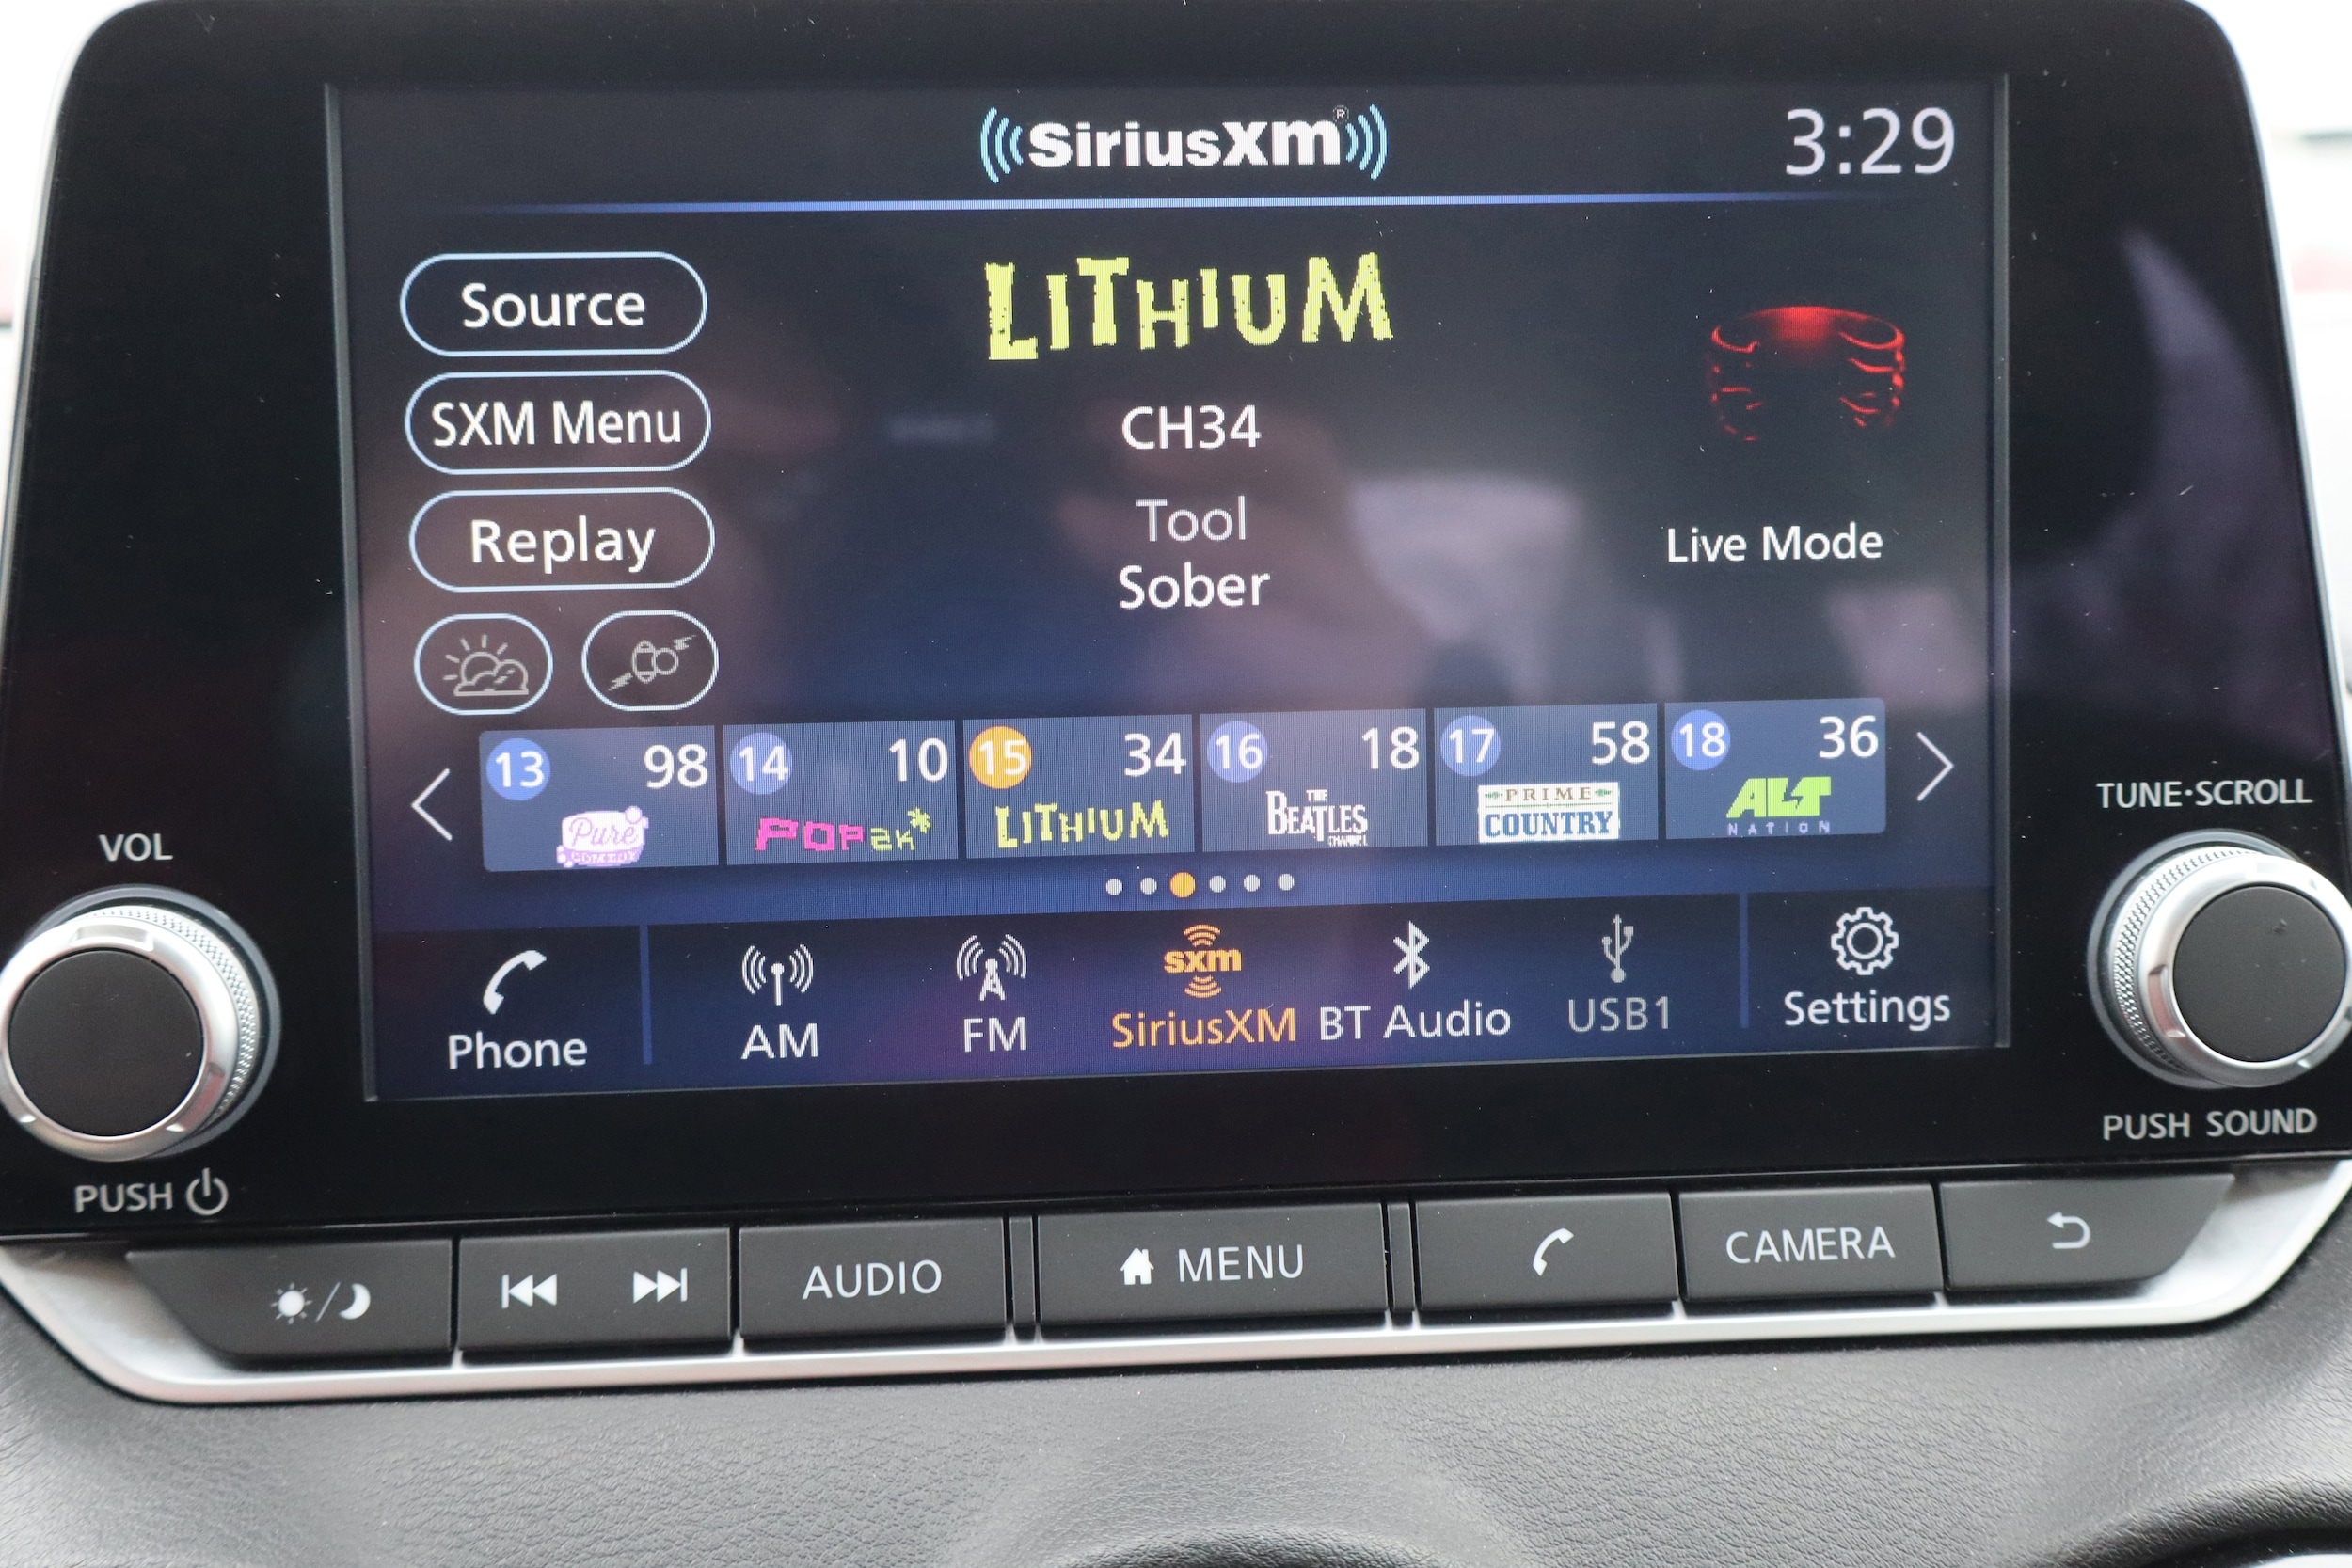 SiriusXM®
3:29
Source
SXM Menu
Replay
LITHIUM
CH34
Tool
Sober
Live Mode
13 98
Pure
COMEDY
14 10
POP2K*
15 34
LITHIUM
16 18
THE
BEATLES
CHANNEL
17 58
PRIME
COUNTRY
18 36
ALT
NATION
Phone
AM
FM
sxm
SiriusXM
BT Audio
USB1
Settings
VOL
PUSH
TUNE·SCROLL
PUSH SOUND
AUDIO
MENU
CAMERA